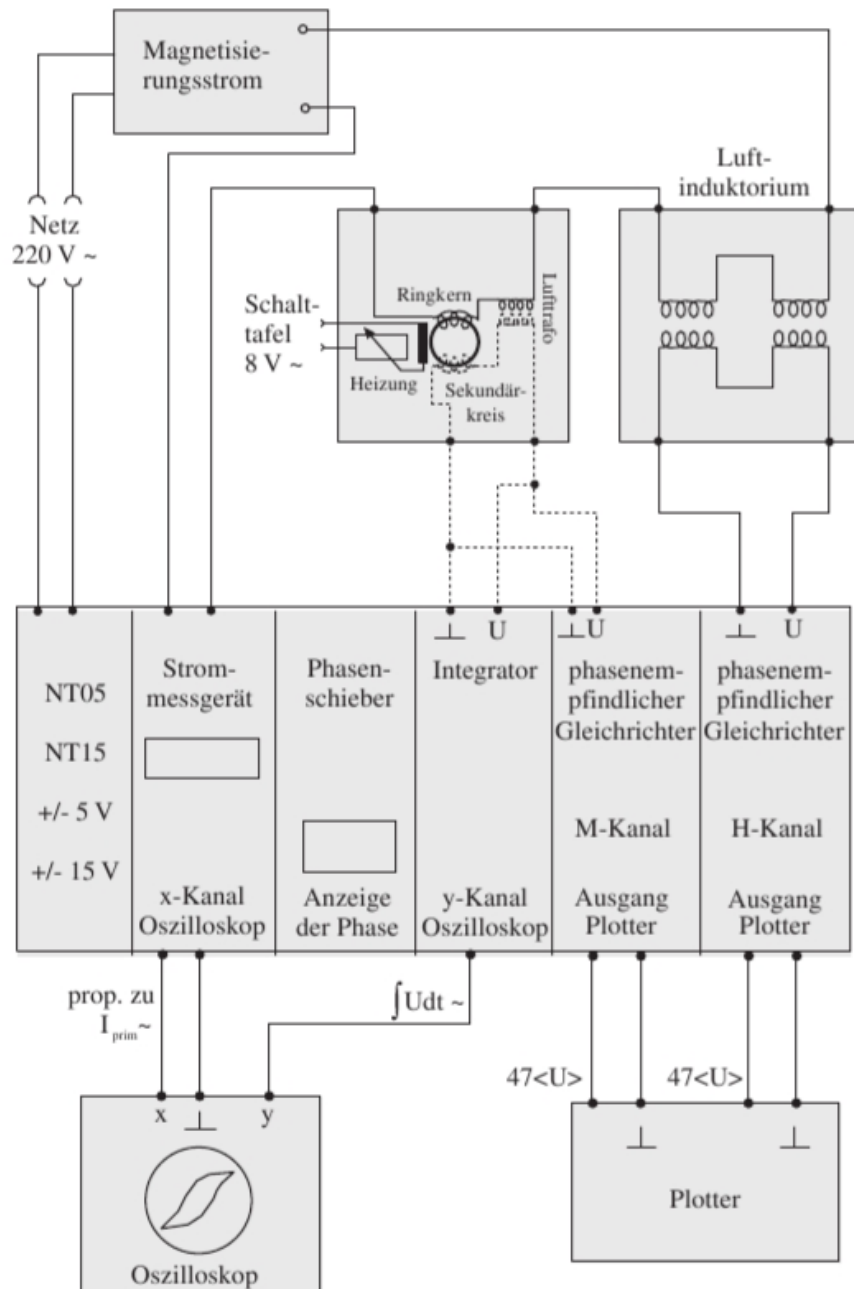 Magnetisie-
rungsstrom
Luft-
induktorium
Netz
220 V ~
Schalt-
tafel
8 V ~
Ringkern
Lufttrafo
Heizung
Sekundär-
kreis
⊥ U
⊥ U
⊥ U
NT05
NT15
+/- 5 V
+/- 15 V
Strom-
messgerät
x-Kanal
Oszilloskop
Phasen-
schieber
Anzeige
der Phase
Integrator
y-Kanal
Oszilloskop
phasenem-
pfindlicher
Gleichrichter
M-Kanal
Ausgang
Plotter
phasenem-
pfindlicher
Gleichrichter
H-Kanal
Ausgang
Plotter
prop. zu
I prim ~
∫Udt ~
47<U>
47<U>
x ⊥ y
Oszilloskop
⊥ ⊥
Plotter